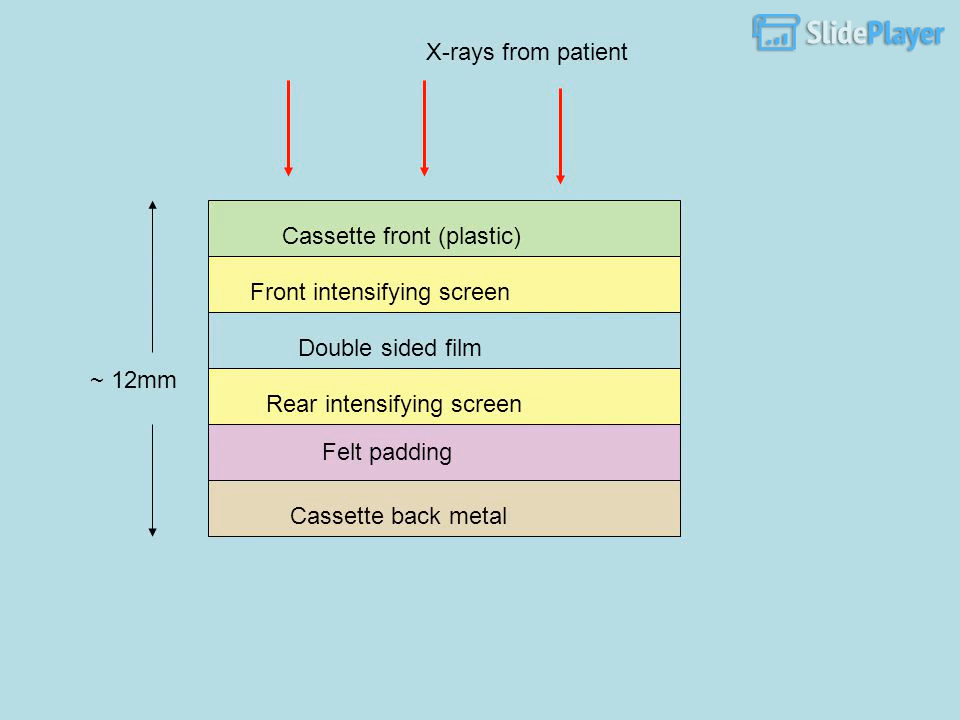 SlidePlayer
X-rays from patient
Cassette front (plastic)
Front intensifying screen
Double sided film
~ 12mm
Rear intensifying screen
Felt padding
Cassette back metal